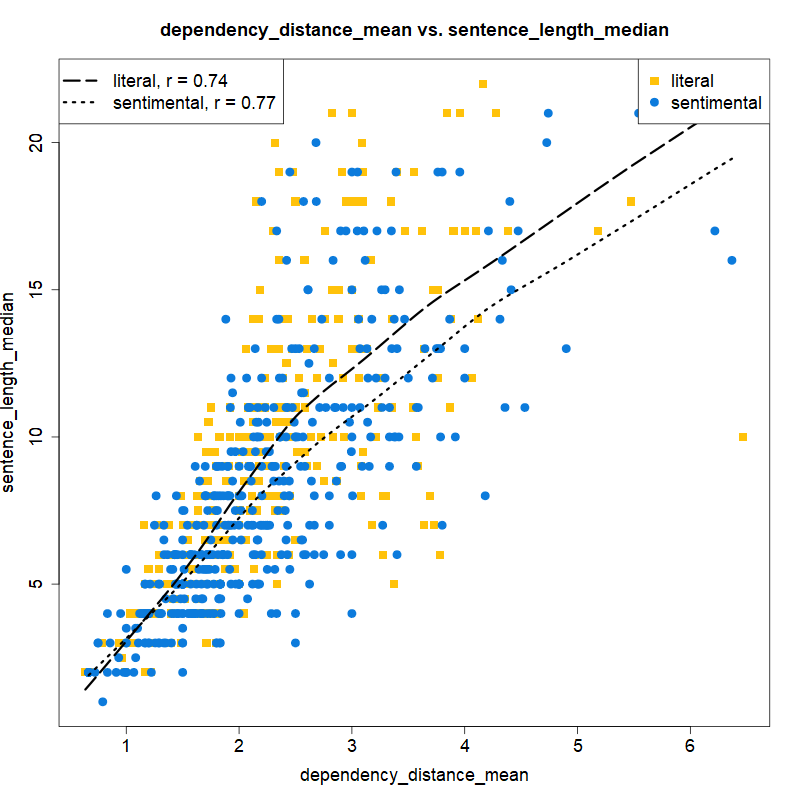 dependency_distance_mean vs. sentence_length_median
literal, r = 0.74
sentimental, r = 0.77
literal
sentimental
sentence_length_median
20
15
10
5
1 2 3 4 5 6
dependency_distance_mean